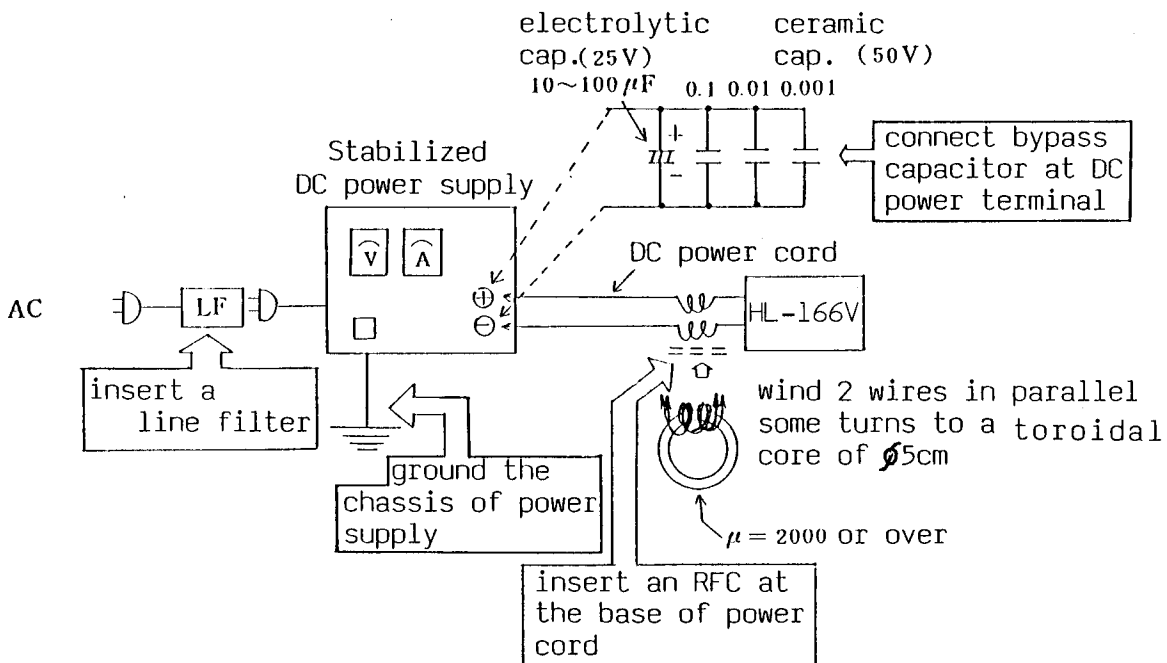 electrolytic
cap.(25V)
10~100 μF
ceramic
cap. (50V)
0.1 0.01 0.001
+
−
connect bypass
capacitor at DC
power terminal
Stabilized
DC power supply
V A
+
−
DC power cord
HL-166V
AC
LF
insert a
line filter
ground the
chassis of power
supply
wind 2 wires in parallel
some turns to a toroidal
core of ø5cm
μ = 2000 or over
insert an RFC at
the base of power
cord